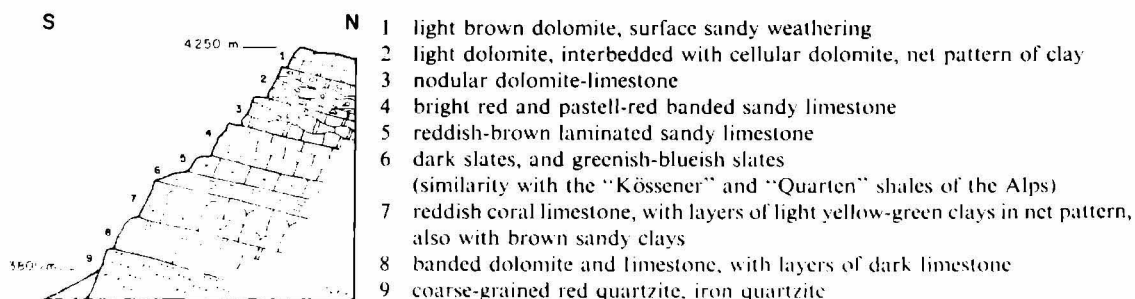 S
N
4.250 m
1
2
3
4
5
6
7
8
9
1 light brown dolomite, surface sandy weathering
2 light dolomite, interbedded with cellular dolomite, net pattern of clay
3 nodular dolomite-limestone
4 bright red and pastell-red banded sandy limestone
5 reddish-brown laminated sandy limestone
6 dark slates, and greenish-blueish slates
(similarity with the “Kössener” and “Quarten” shales of the Alps)
7 reddish coral limestone, with layers of light yellow-green clays in net pattern,
also with brown sandy clays
8 banded dolomite and limestone, with layers of dark limestone
9 coarse-grained red quartzite, iron quartzite